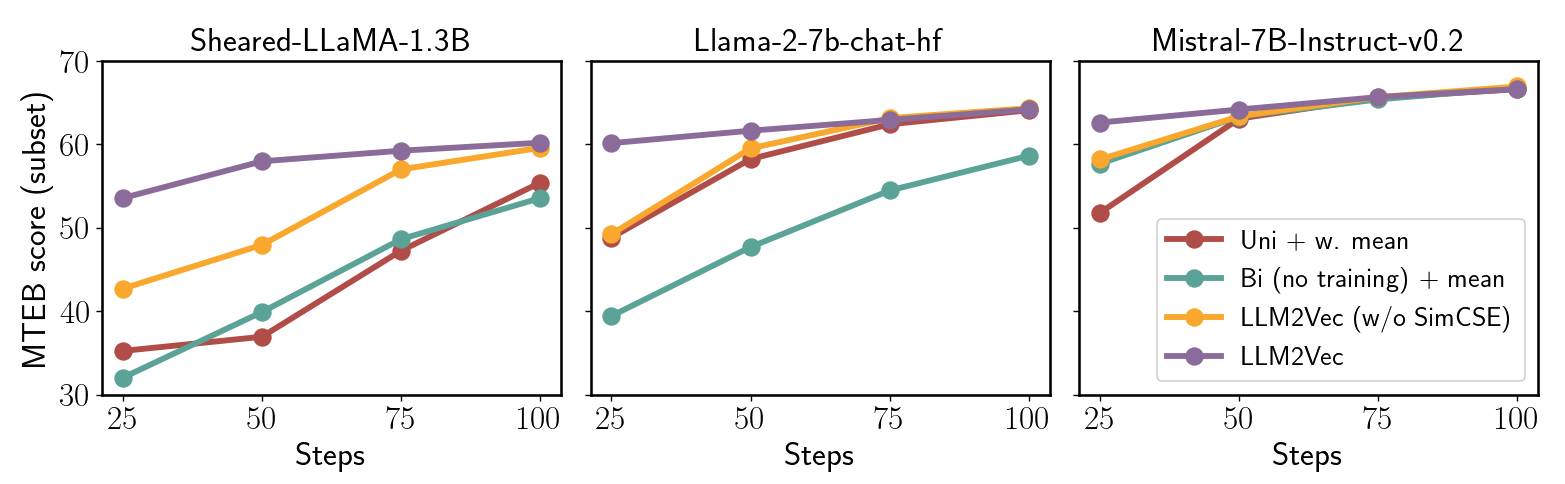 Sheared-LLaMA-1.3B
Llama-2-7b-chat-hf
Mistral-7B-Instruct-v0.2
MTEB score (subset)
70
60
50
40
30
25 50 75 100
25 50 75 100
25 50 75 100
Steps
Steps
Steps
Uni + w. mean
Bi (no training) + mean
LLM2Vec (w/o SimCSE)
LLM2Vec